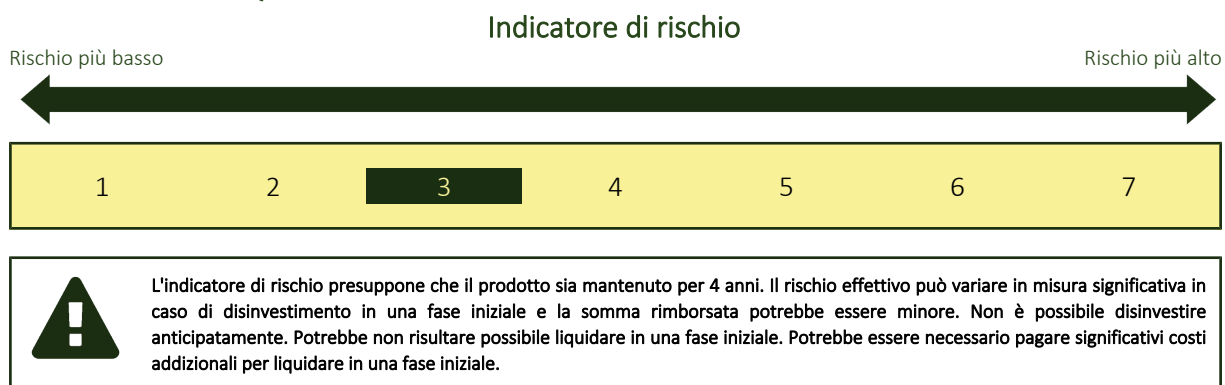 Indicatore di rischio
Rischio più basso
Rischio più alto
1 2 3 4 5 6 7
L'indicatore di rischio presuppone che il prodotto sia mantenuto per 4 anni. Il rischio effettivo può variare in misura significativa in
caso di disinvestimento in una fase iniziale e la somma rimborsata potrebbe essere minore. Non è possibile disinvestire
anticipatamente. Potrebbe non risultare possibile liquidare in una fase iniziale. Potrebbe essere necessario pagare significativi costi
addizionali per liquidare in una fase iniziale.